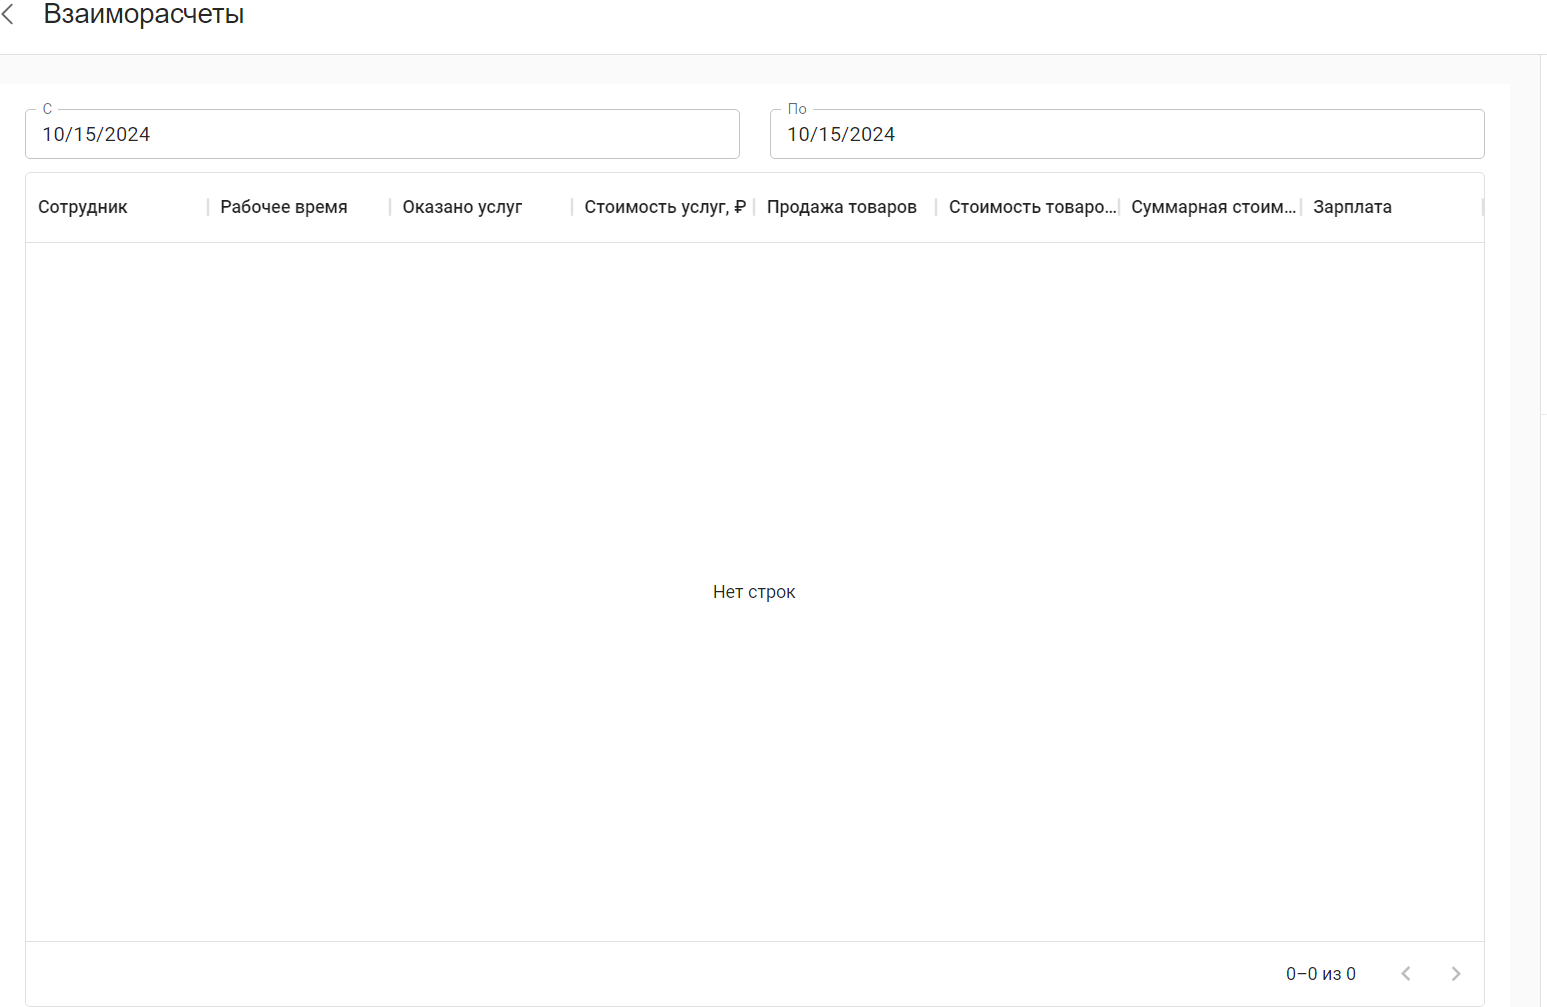 Взаиморасчеты
С
По
10/15/2024
10/15/2024
Сотрудник Рабочее время Оказано услуг Стоимость услуг, ₽ Продажа товаров Стоимость товаро... Суммарная стоим... Зарплата
Нет строк
0–0 из 0